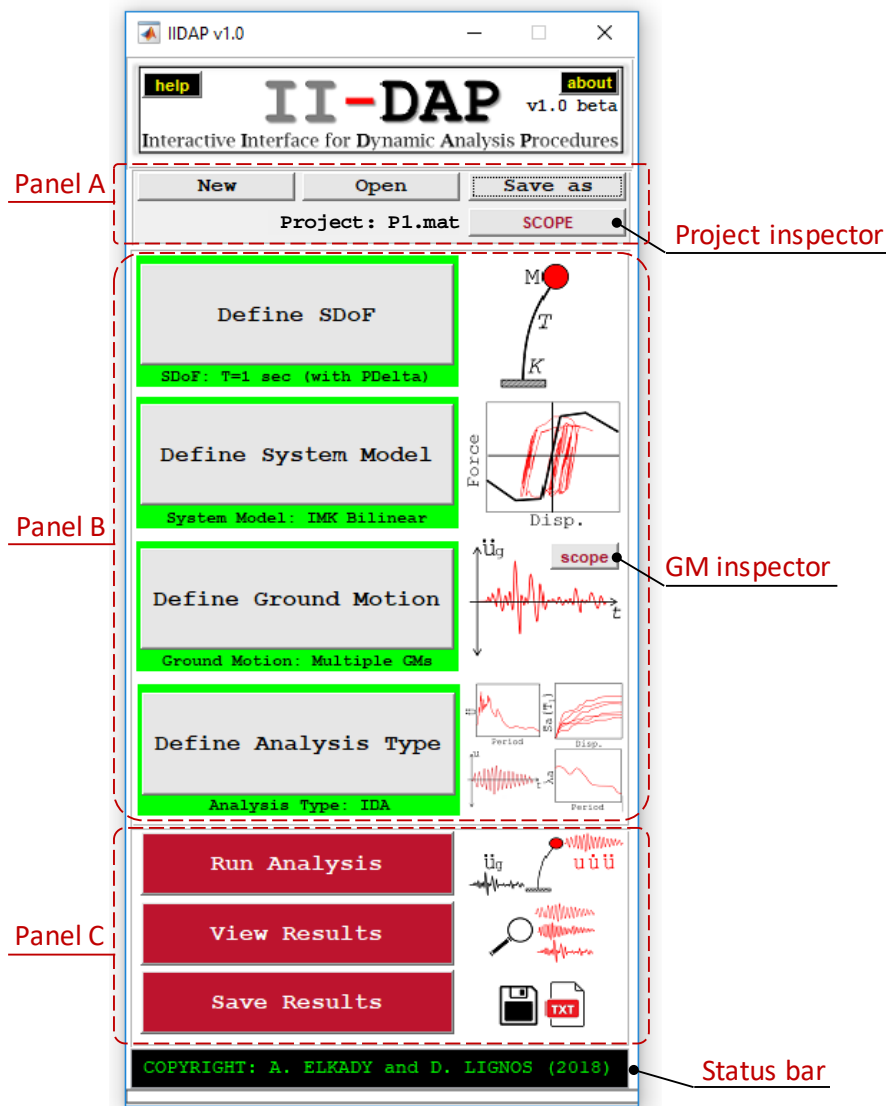 IIDAP v1.0
help
about
II-DAP
v1.0 beta
Interactive Interface for Dynamic Analysis Procedures
Panel A
New
Open
Save as
Project: P1.mat
SCOPE
Project inspector
Panel B
Define SDoF
SDoF: T=1 sec (with PDelta)
M
T
K
Define System Model
System Model: IMK Bilinear
Force
Disp.
Define Ground Motion
Ground Motion: Multiple GMs
üg
scope
t
GM inspector
Define Analysis Type
Analysis Type: IDA
Ü
Period
Sa(T₁)
Disp.
u
t
λa
Period
Panel C
Run Analysis
üg
u u̇ ü
View Results
Save Results
TXT
COPYRIGHT: A. ELKADY and D. LIGNOS (2018)
Status bar